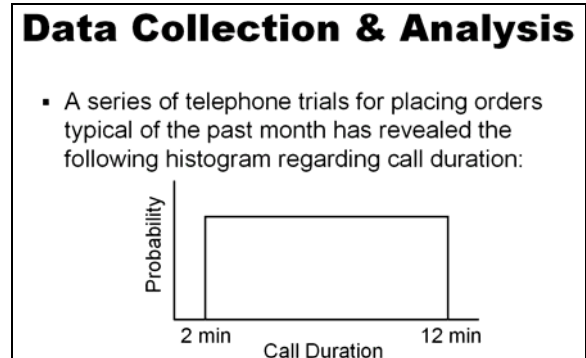 Data Collection & Analysis
▪ A series of telephone trials for placing orders
typical of the past month has revealed the
following histogram regarding call duration:
Probability
2 min 12 min
Call Duration